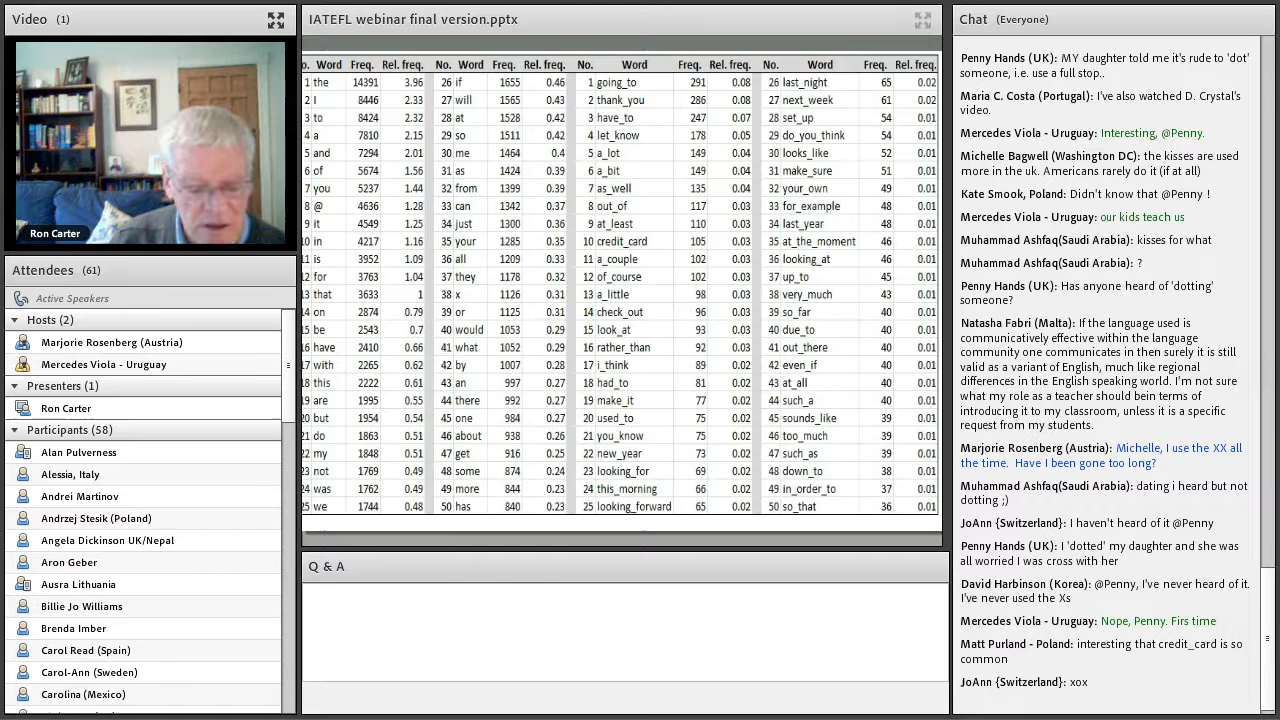 Video (1)
Ron Carter
Attendees (61)
Active Speakers
Hosts (2)
Marjorie Rosenberg (Austria)
Mercedes Viola - Uruguay
Presenters (1)
Ron Carter
Participants (58)
Alan Pulverness
Alessia, Italy
Andrei Martinov
Andrzej Stesik (Poland)
Angela Dickinson UK/Nepal
Aron Geber
Ausra Lithuania
Billie Jo Williams
Brenda Imber
Carol Read (Spain)
Carol-Ann (Sweden)
Carolina (Mexico)
IATEFL webinar final version.pptx
o. Word Freq. Rel. freq. No. Word Freq. Rel. freq. No. Word Freq. Rel. freq. No. Word Freq. Rel. freq.
1 the 14391 3.96 26 if 1655 0.46 1 going_to 291 0.08 26 last_night 65 0.02
2 I 8446 2.33 27 will 1565 0.43 2 thank_you 286 0.08 27 next_week 61 0.02
3 to 8424 2.32 28 at 1528 0.42 3 have_to 247 0.07 28 set_up 54 0.01
4 a 7810 2.15 29 so 1511 0.42 4 let_know 178 0.05 29 do_you_think 54 0.01
5 and 7294 2.01 30 me 1464 0.4 5 a_lot 149 0.04 30 looks_like 52 0.01
6 of 5674 1.56 31 as 1424 0.39 6 a_bit 149 0.04 31 make_sure 51 0.01
7 you 5237 1.44 32 from 1399 0.39 7 as_well 135 0.04 32 your_own 49 0.01
8 @ 4636 1.28 33 can 1342 0.37 8 out_of 117 0.03 33 for_example 48 0.01
9 it 4549 1.25 34 just 1300 0.36 9 at_least 110 0.03 34 last_year 48 0.01
10 in 4217 1.16 35 your 1285 0.35 10 credit_card 105 0.03 35 at_the_moment 46 0.01
11 is 3952 1.09 36 all 1209 0.33 11 a_couple 102 0.03 36 looking_at 46 0.01
12 for 3763 1.04 37 they 1178 0.32 12 of_course 102 0.03 37 up_to 45 0.01
13 that 3633 1 38 x 1126 0.31 13 a_little 98 0.03 38 very_much 43 0.01
14 on 2874 0.79 39 or 1125 0.31 14 check_out 96 0.03 39 so_far 40 0.01
15 be 2543 0.7 40 would 1053 0.29 15 look_at 93 0.03 40 due_to 40 0.01
16 have 2410 0.66 41 what 1052 0.29 16 rather_than 92 0.03 41 out_there 40 0.01
17 with 2265 0.62 42 by 1007 0.28 17 i_think 89 0.02 42 even_if 40 0.01
18 this 2222 0.61 43 an 997 0.27 18 had_to 81 0.02 43 at_all 40 0.01
19 are 1995 0.55 44 there 992 0.27 19 make_it 77 0.02 44 such_a 40 0.01
20 but 1954 0.54 45 one 984 0.27 20 used_to 75 0.02 45 sounds_like 39 0.01
21 do 1863 0.51 46 about 938 0.26 21 you_know 75 0.02 46 too_much 39 0.01
22 my 1848 0.51 47 get 916 0.25 22 new_year 73 0.02 47 such_as 39 0.01
23 not 1769 0.49 48 some 874 0.24 23 looking_for 69 0.02 48 down_to 38 0.01
24 was 1762 0.49 49 more 844 0.23 24 this_morning 66 0.02 49 in_order_to 37 0.01
25 we 1744 0.48 50 has 840 0.23 25 looking_forward 65 0.02 50 so_that 36 0.01
Q & A
Chat (Everyone)
Penny Hands (UK): MY daughter told me it's rude to 'dot'
someone, i.e. use a full stop..
Maria C. Costa (Portugal): I've also watched D. Crystal's
video.
Mercedes Viola - Uruguay: Interesting, @Penny.
Michelle Bagwell (Washington DC): the kisses are used
more in the uk. Americans rarely do it (if at all)
Kate Smook, Poland: Didn't know that @Penny !
Mercedes Viola - Uruguay: our kids teach us
Muhammad Ashfaq(Saudi Arabia): kisses for what
Muhammad Ashfaq(Saudi Arabia): ?
Penny Hands (UK): Has anyone heard of 'dotting'
someone?
Natasha Fabri (Malta): If the language used is
communicatively effective within the language
community one communicates in then surely it is still
valid as a variant of English, much like regional
differences in the English speaking world I'm not sure
what my role as a teacher should bein terms of
introducing it to my classroom, unless it is a specific
request from my students.
Marjorie Rosenberg (Austria): Michelle, I use the XX all
the time. Have I been gone too long?
Muhammad Ashfaq(Saudi Arabia): dating i heard but not
dotting ;)
JoAnn {Switzerland}: I haven't heard of it @Penny
Penny Hands (UK): I 'dotted' my daughter and she was
all worried I was cross with her
David Harbinson (Korea): @Penny, I've never heard of it.
I've never used the Xs
Mercedes Viola - Uruguay: Nope, Penny. Firs time
Matt Purland - Poland: interesting that credit_card is so
common
JoAnn {Switzerland}: xox